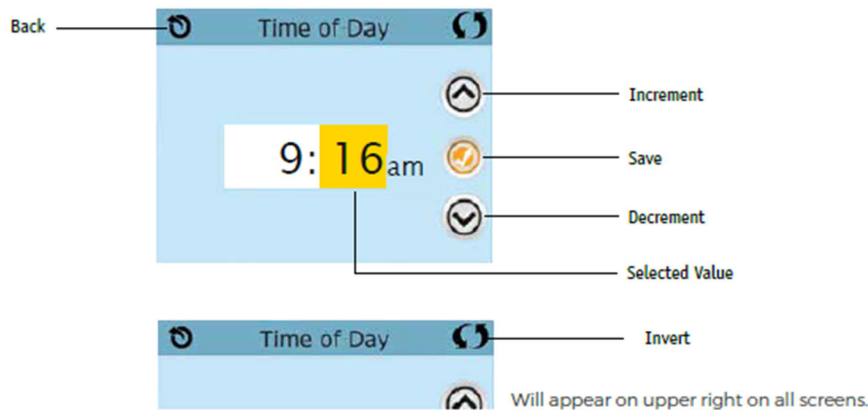 Back
Time of Day
Increment
9:16am
Save
Decrement
Selected Value
Time of Day
Invert
Will appear on upper right on all screens.